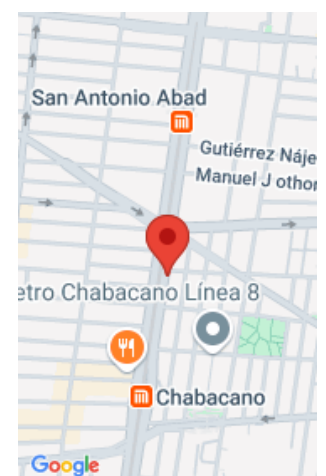 San Antonio Abad
Gutiérrez Náje
Manuel J othor
etro Chabacano Línea 8
Chabacano
Google